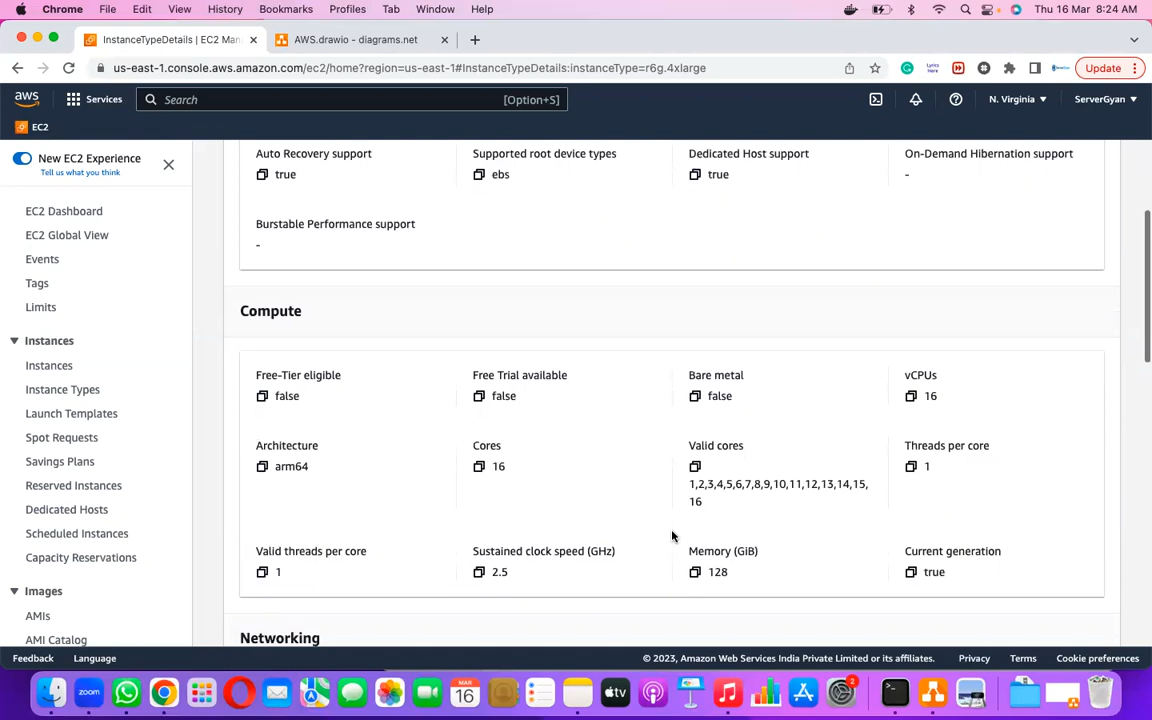 Chrome File Edit View History Bookmarks Profiles Tab Window Help Thu 16 Mar 8:24 AM
InstanceTypeDetails | EC2 Man
AWS.drawio - diagrams.net
us-east-1.console.aws.amazon.com/ec2/home?region=us-east-1#InstanceTypeDetails:instanceType=r6g.4xlarge
Update
aws Services Search [Option+S] N. Virginia ServerGyan
EC2
New EC2 Experience
Tell us what you think
EC2 Dashboard
EC2 Global View
Events
Tags
Limits
Instances
Instances
Instance Types
Launch Templates
Spot Requests
Savings Plans
Reserved Instances
Dedicated Hosts
Scheduled Instances
Capacity Reservations
Images
AMIs
AMI Catalog
Auto Recovery support Supported root device types Dedicated Host support On-Demand Hibernation support
true ebs true -
Burstable Performance support
-
Compute
Free-Tier eligible Free Trial available Bare metal vCPUs
false false false 16
Architecture Cores Valid cores Threads per core
arm64 16 1
1,2,3,4,5,6,7,8,9,10,11,12,13,14,15,
16
Valid threads per core Sustained clock speed (GHz) Memory (GiB) Current generation
1 2.5 128 true
Networking
Feedback Language © 2023, Amazon Web Services India Private Limited or its affiliates. Privacy Terms Cookie preferences
zoom
MAR
16
tv
2